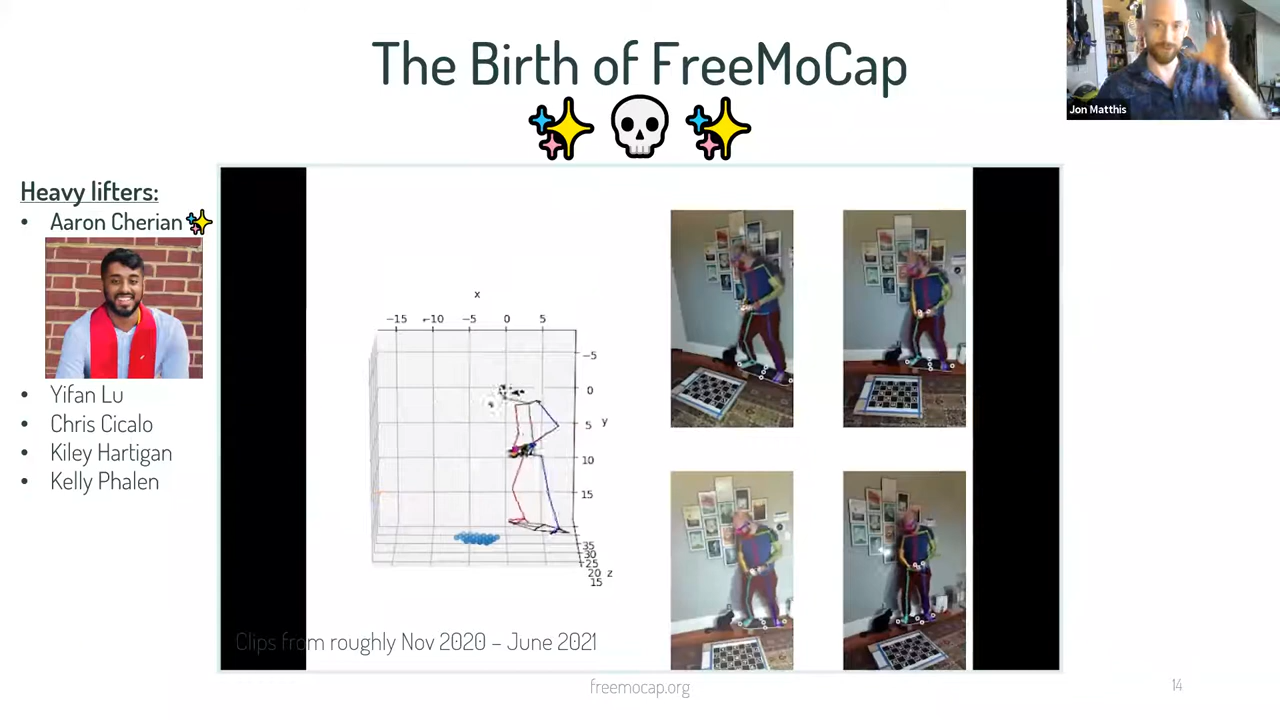 The Birth of FreeMoCap
Jon Matthis
Heavy lifters:
• Aaron Cherian
• Yifan Lu
• Chris Cicalo
• Kiley Hartigan
• Kelly Phalen
x
−15 −10 −5 0 5
−5
0
5
y
10
15
35
30
25
20
z
15
Clips from roughly Nov 2020 – June 2021
freemocap.org
14